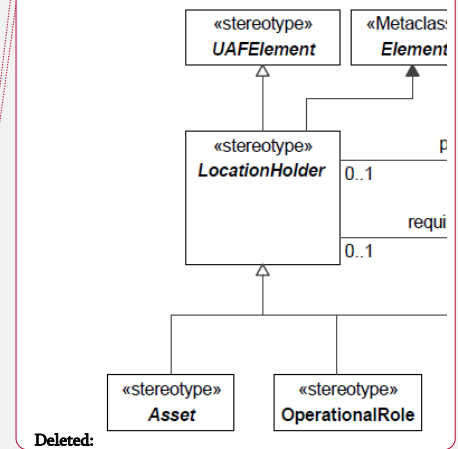 «stereotype» «Metaclass
UAFElement Element
«stereotype»
LocationHolder
p
0..1
requi
0..1
«stereotype» «stereotype»
Asset OperationalRole
Deleted: